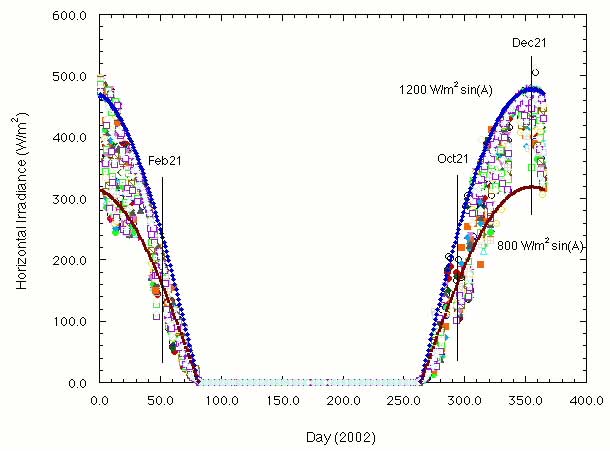 600.0
Dec21
500.0
1200 W/m² sin(A)
400.0
Feb21
Oct21
Horizontal Irradiance (W/m²)
300.0
800 W/m² sin(A)
200.0
100.0
0.0
0.0 50.0 100.0 150.0 200.0 250.0 300.0 350.0 400.0
Day (2002)